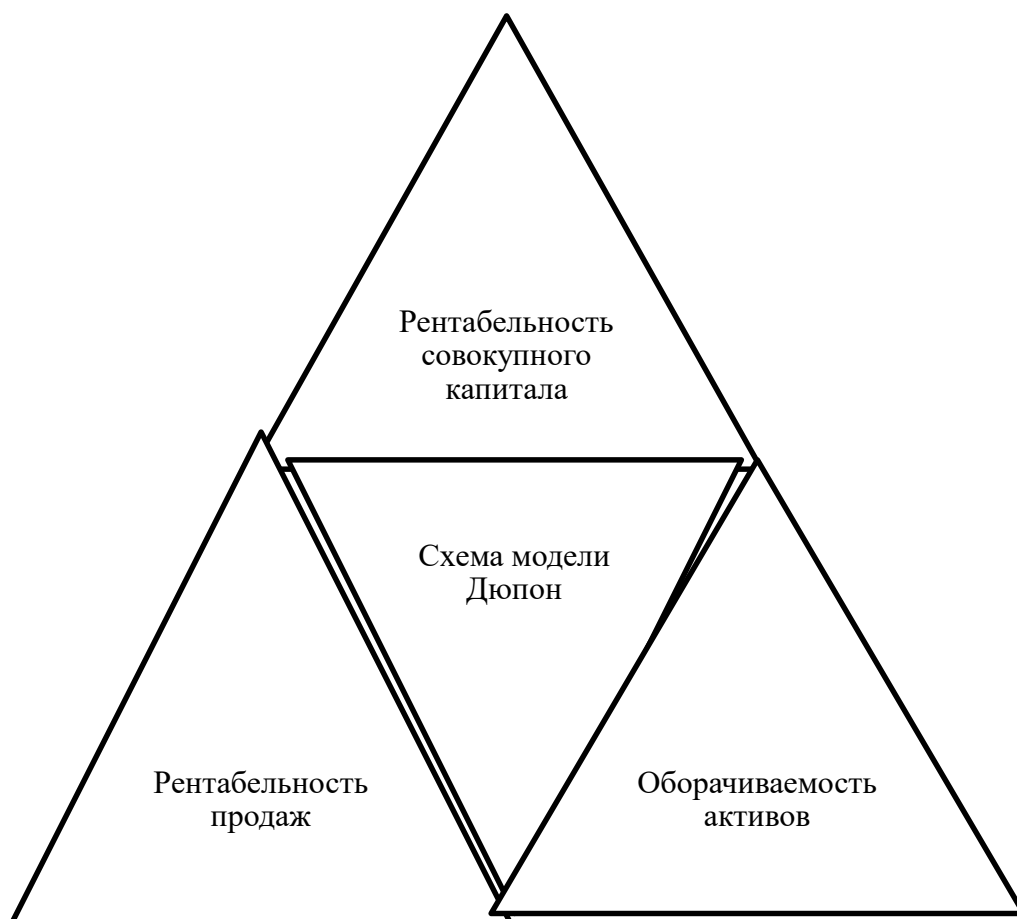 Рентабельность
совокупного
капитала
Схема модели
Дюпон
Рентабельность
продаж
Оборачиваемость
активов